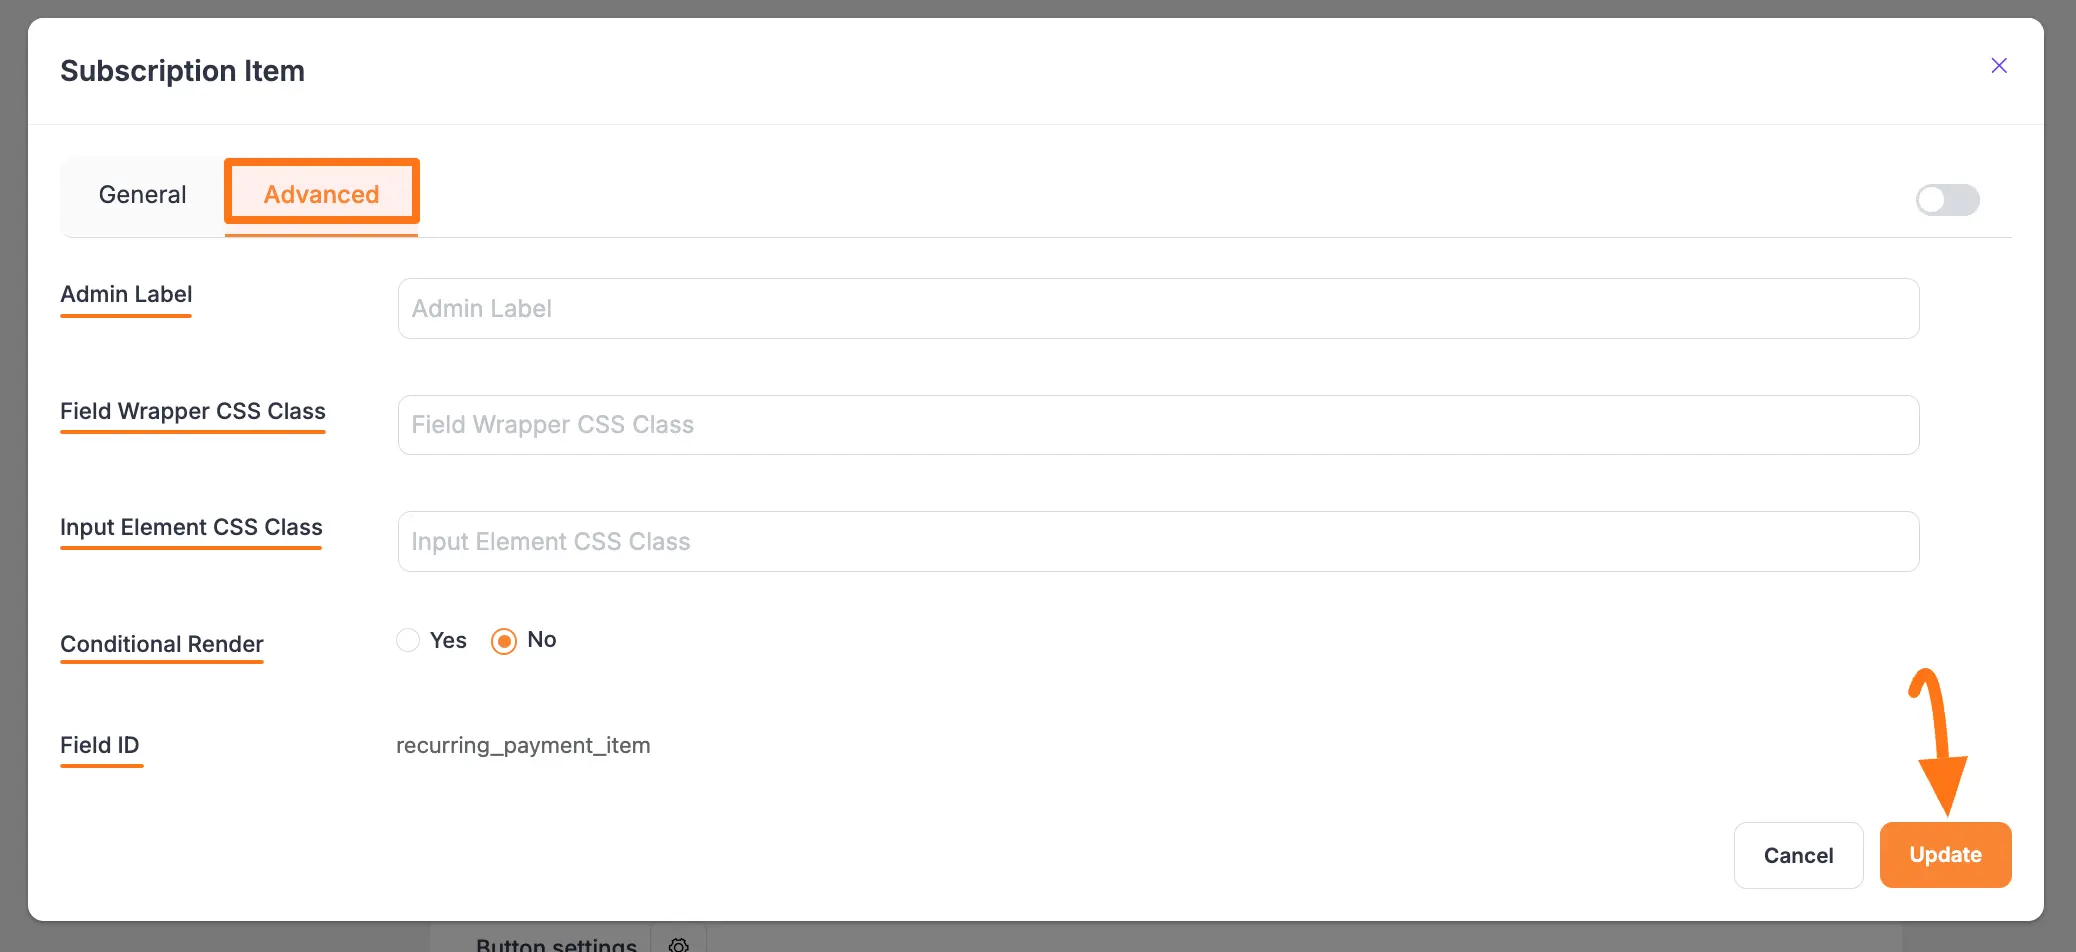 Subscription Item
General
Advanced
Admin Label
Admin Label
Field Wrapper CSS Class
Field Wrapper CSS Class
Input Element CSS Class
Input Element CSS Class
Conditional Render
Yes
No
Field ID
recurring_payment_item
Cancel
Update
Button settings